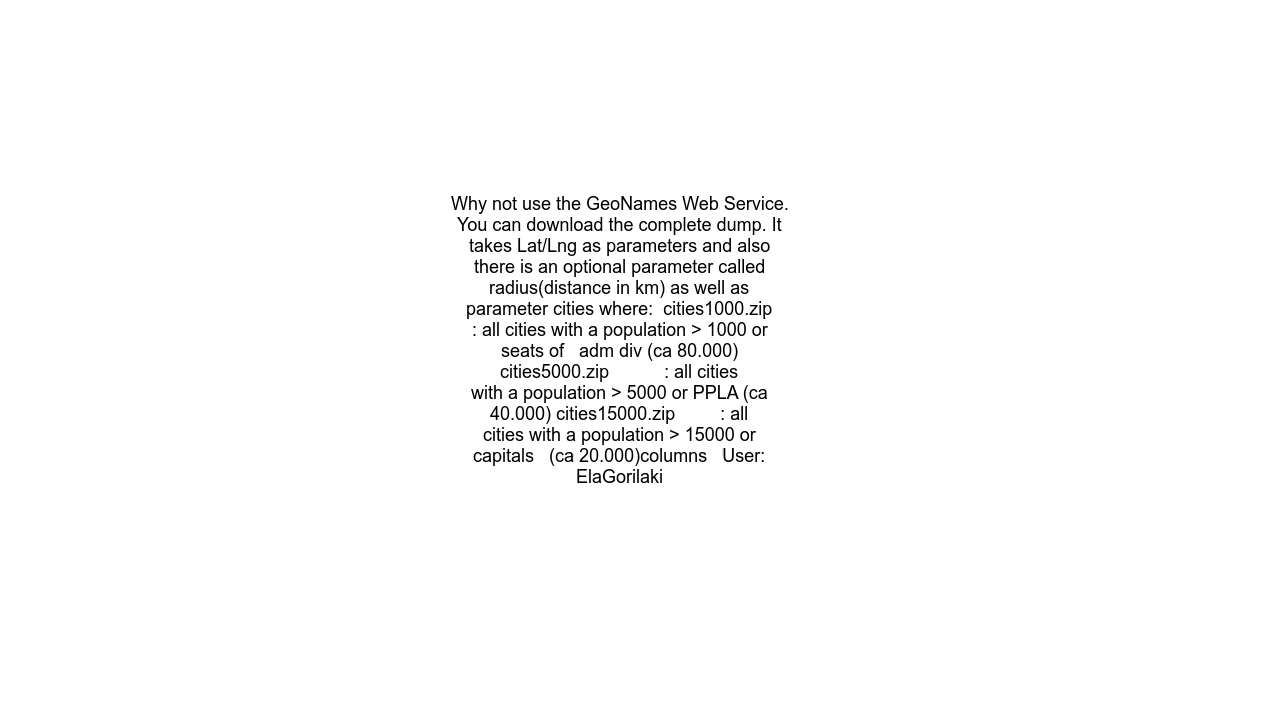 Why not use the GeoNames Web Service.
You can download the complete dump. It
takes Lat/Lng as parameters and also
there is an optional parameter called
radius(distance in km) as well as
parameter cities where:  cities1000.zip
: all cities with a population > 1000 or
seats of   adm div (ca 80.000)
cities5000.zip           : all cities
with a population > 5000 or PPLA (ca
40.000) cities15000.zip         : all
cities with a population > 15000 or
capitals   (ca 20.000)columns   User:
ElaGorilaki